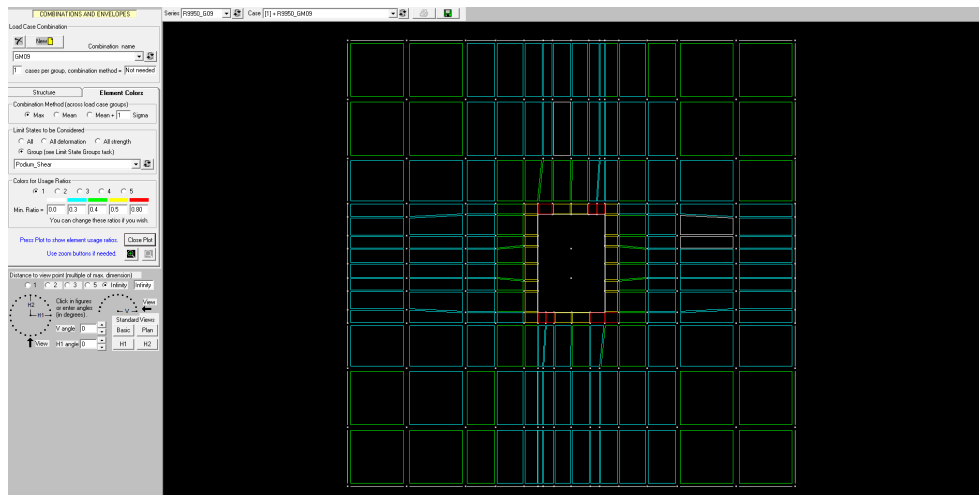 COMBINATIONS AND ENVELOPES
Series R9950_G09 Case [1] + R9950_GM09
Load Case Combination
New
Combination name
GM09
1 cases per group, combination method = Not needed
Structure Element Colors
Combination Method (across load case groups)
Max Mean Mean + 1 Sigma
Limit States to be Considered
All All deformation All strength
Group (see Limit State Groups task)
Podium_Shear
Colors for Usage Ratios
1 2 3 4 5
Min. Ratio = 0.0 0.3 0.4 0.5 0.80
You can change these ratios if you wish.
Press Plot to show element usage ratios. Close Plot
Use zoom buttons if needed.
Distance to view point (multiple of max. dimension)
1 2 3 5 Infinity Infinity
H2
H1
Click in figures
or enter angles
(in degrees).
V
View
Standard Views
V angle 0 Basic Plan
View H1 angle 0 H1 H2